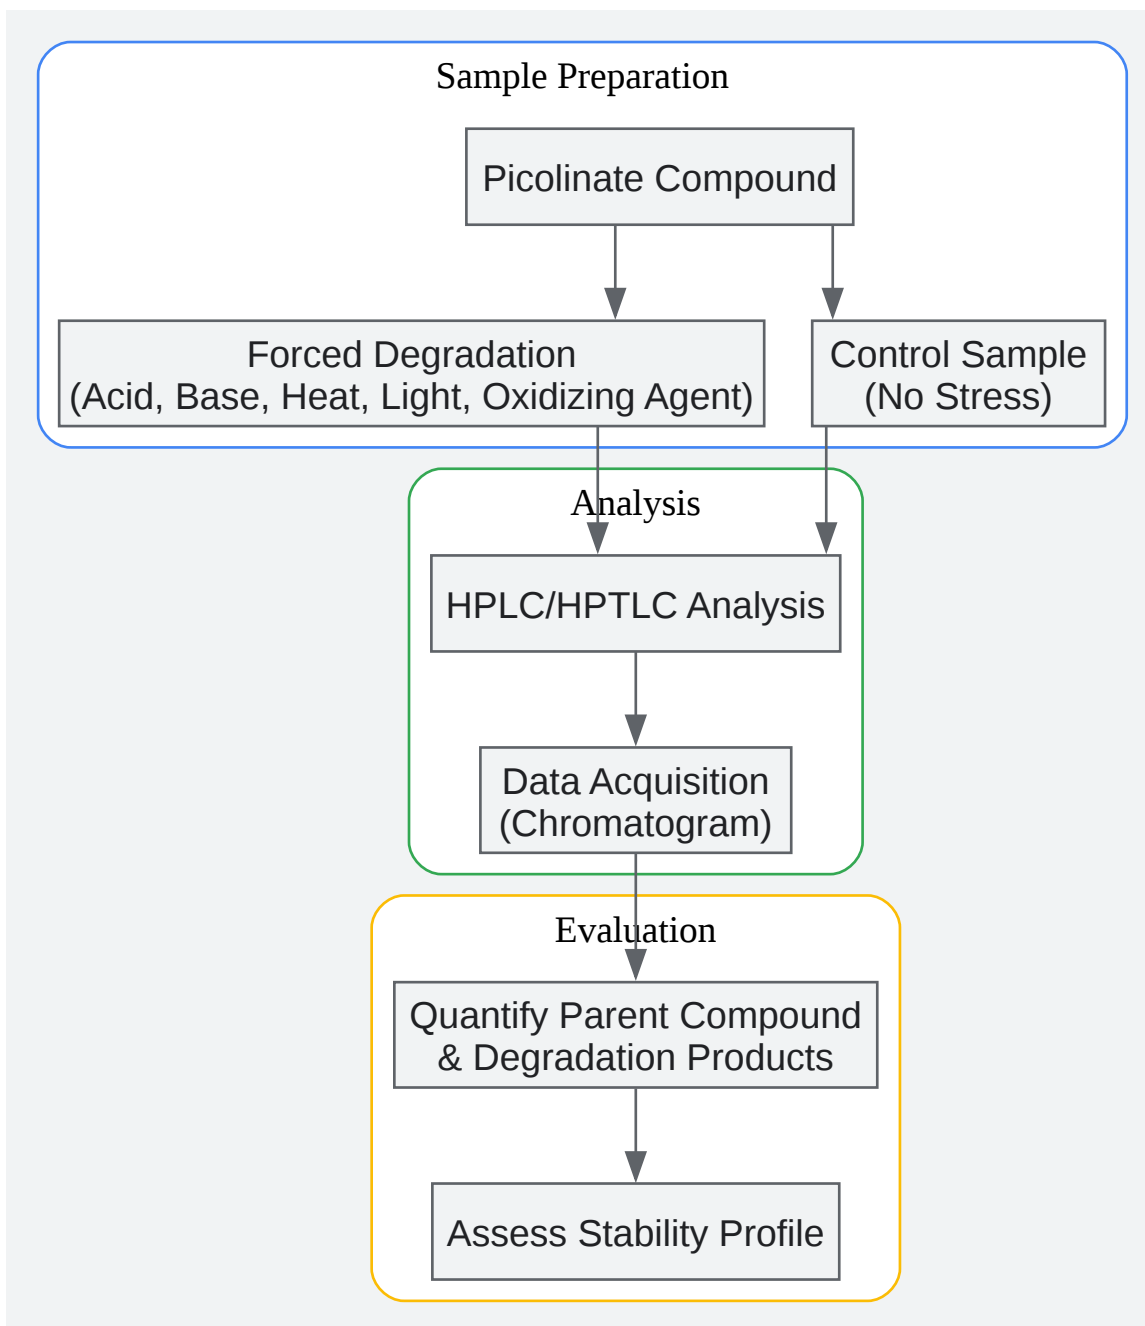 Sample Preparation
Picolinate Compound
Forced Degradation
(Acid, Base, Heat, Light, Oxidizing Agent)
Control Sample
(No Stress)
Analysis
HPLC/HPTLC Analysis
Data Acquisition
(Chromatogram)
Evaluation
Quantify Parent Compound
& Degradation Products
Assess Stability Profile